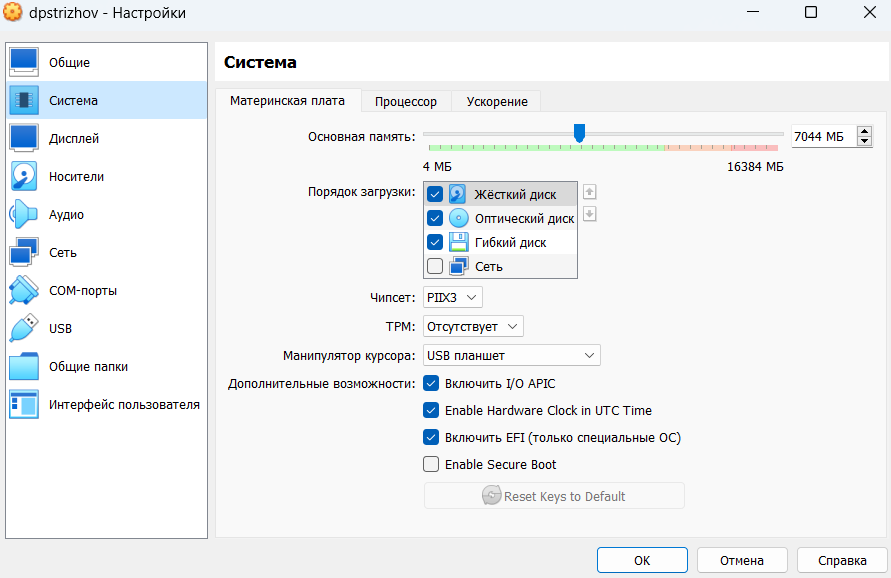 dpstrizhov - Настройки
Общие
Система
Дисплей
Носители
Аудио
Сеть
COM-порты
USB
Общие папки
Интерфейс пользователя
Система
Материнская плата
Процессор
Ускорение
Основная память:
7044 МБ
4 МБ
16384 МБ
Порядок загрузки:
Жёсткий диск
Оптический диск
Гибкий диск
Сеть
Чипсет:
PIIX3
TPM:
Отсутствует
Манипулятор курсора:
USB планшет
Дополнительные возможности:
Включить I/O APIC
Enable Hardware Clock in UTC Time
Включить EFI (только специальные ОС)
Enable Secure Boot
Reset Keys to Default
OK
Отмена
Справка